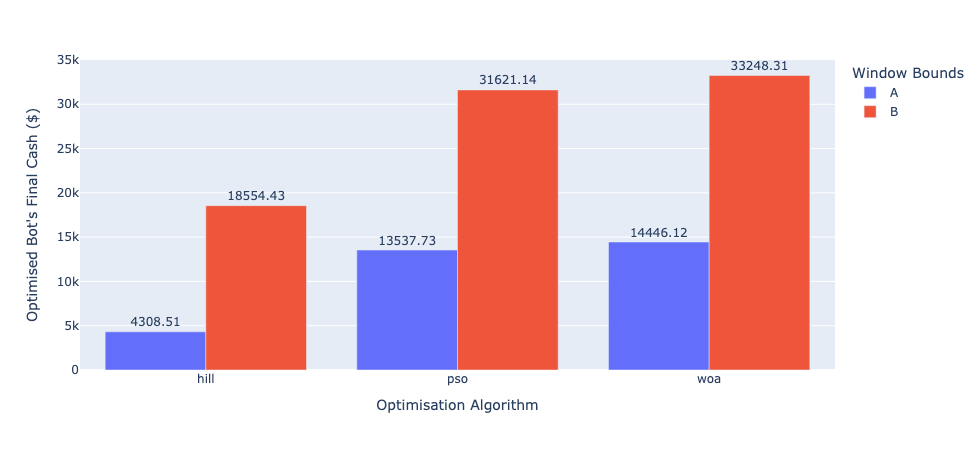 Optimised Bot's Final Cash ($)
35k
30k
25k
20k
15k
10k
5k
0
4308.51
18554.43
13537.73
31621.14
14446.12
33248.31
hill
pso
woa
Optimisation Algorithm
Window Bounds
A
B